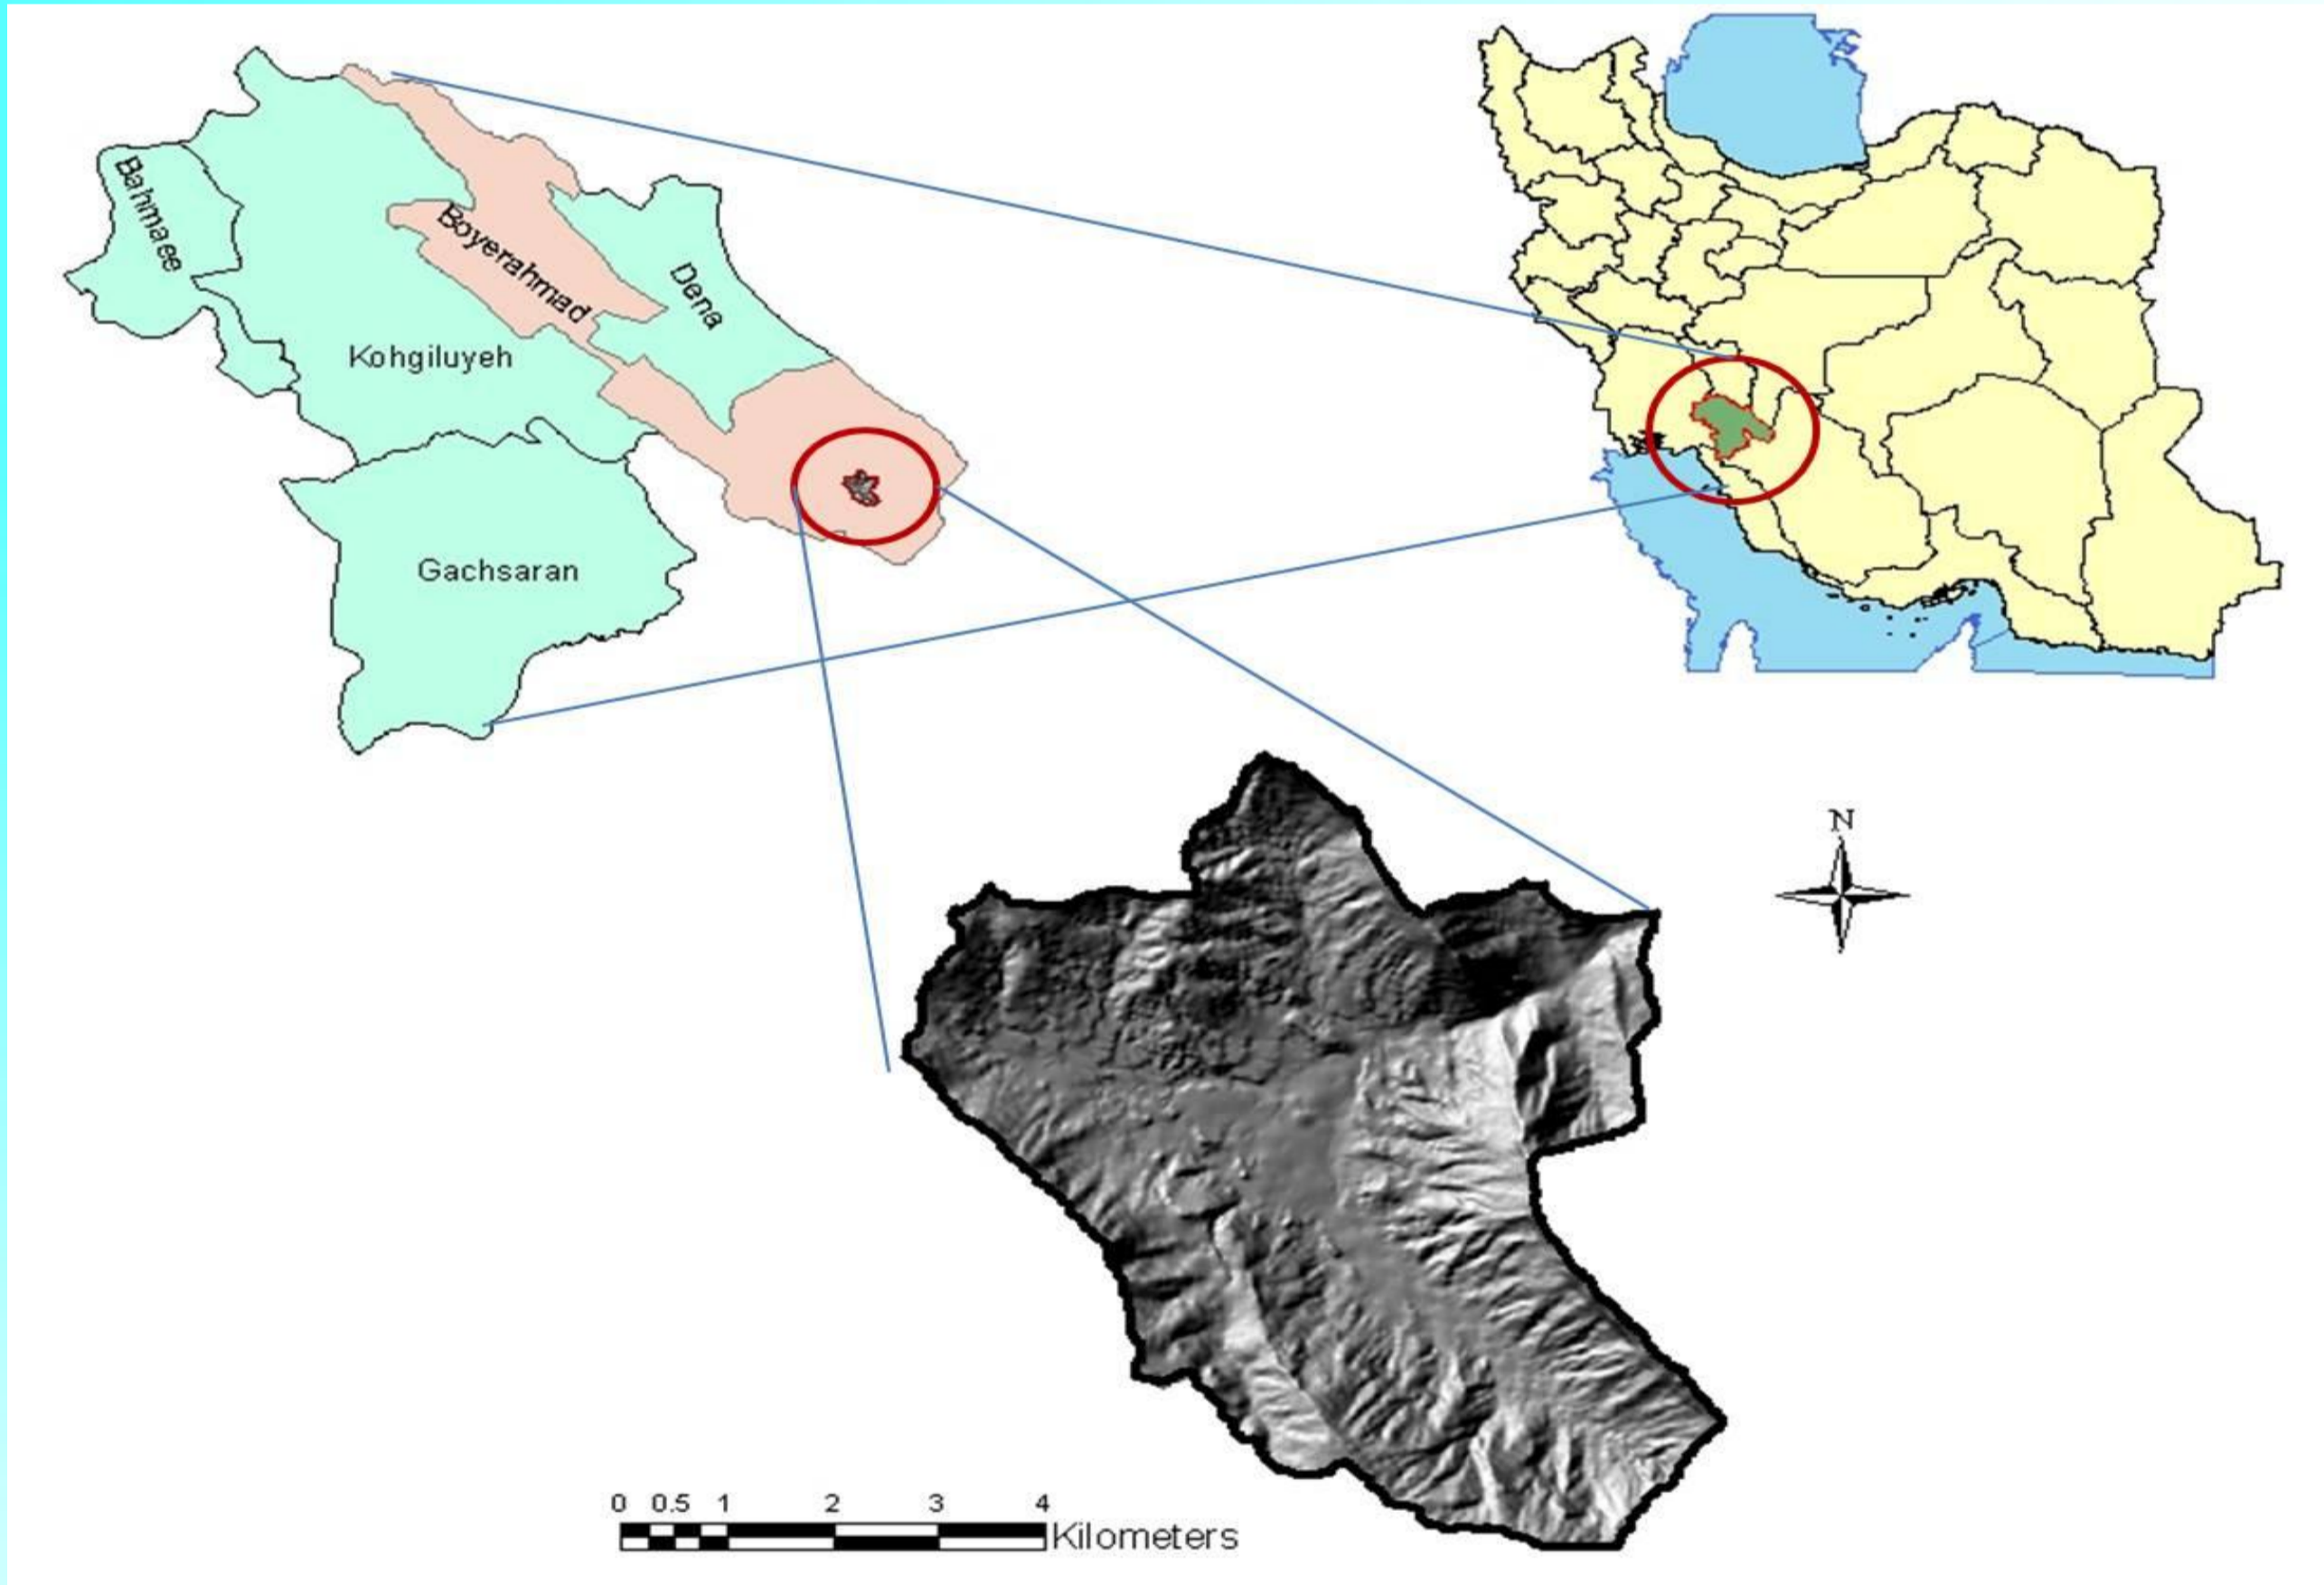 Bahmaee
Boyerahmad
Dena
Kohgiluyeh
Gachsaran
N
0 0.5 1 2 3 4
Kilometers